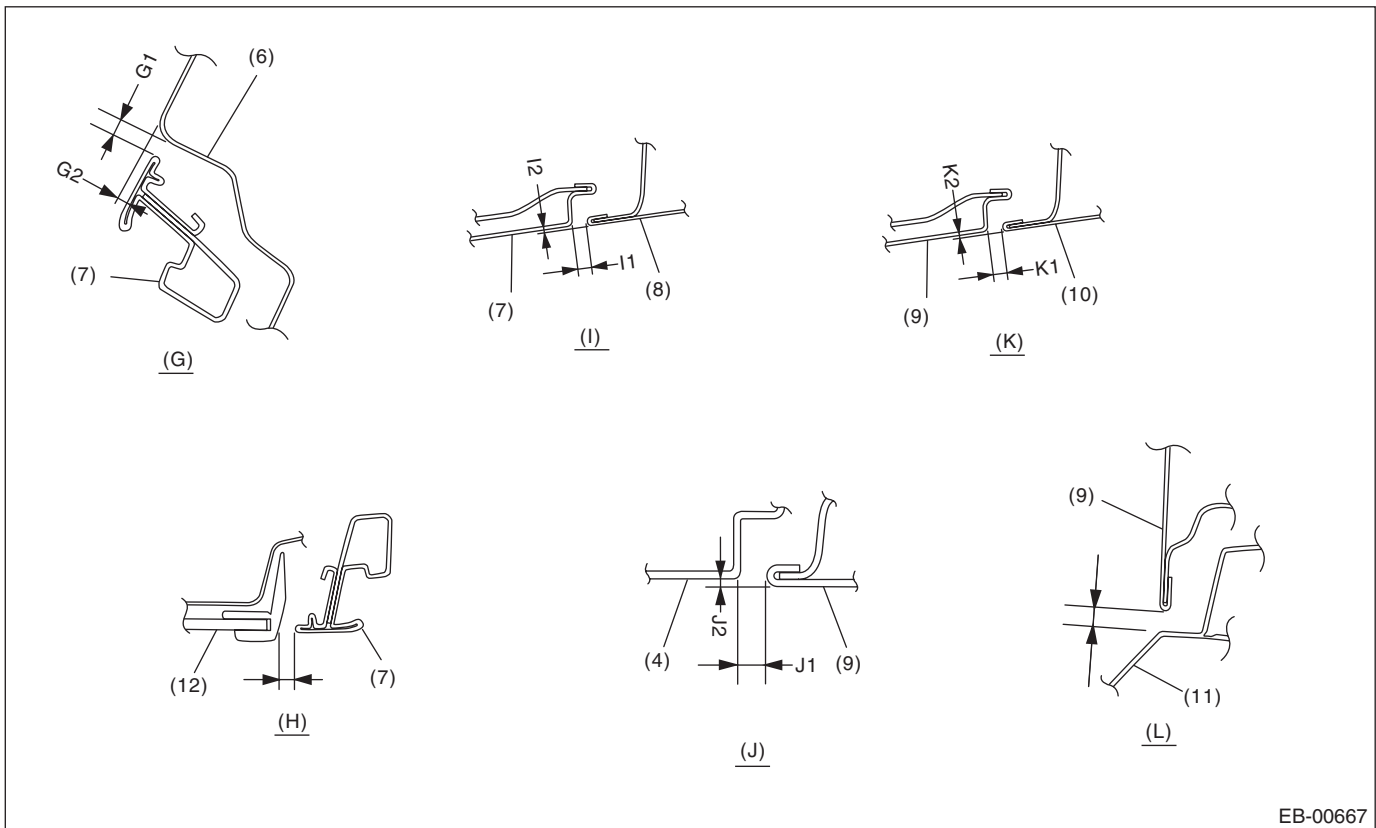 G1
(6)
G2
(7)
(G)
I2
I1
(7)
(8)
(I)
K2
K1
(9)
(10)
(K)
(12)
(7)
(H)
J2
J1
(4)
(9)
(J)
(9)
(11)
(L)
EB-00667